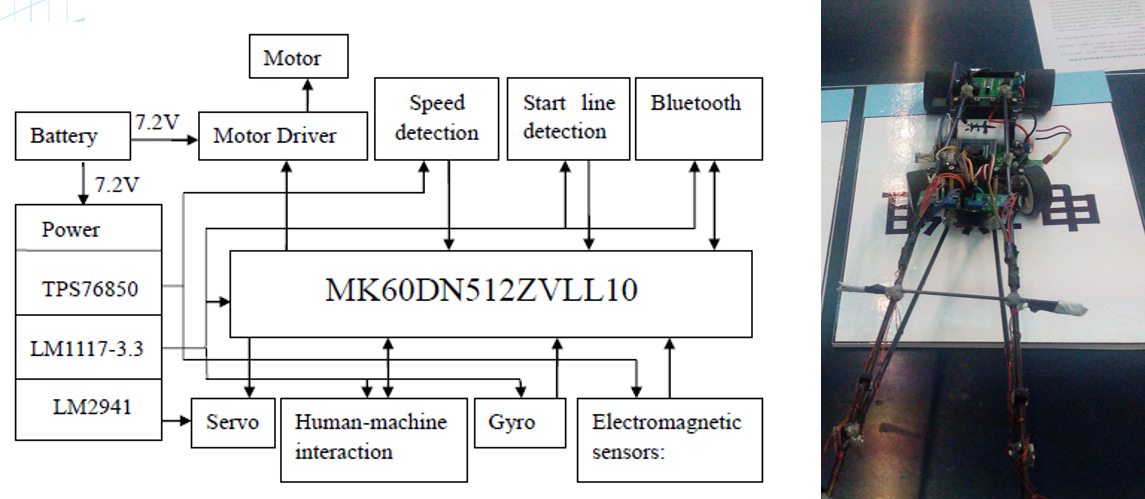 Motor
Battery
7.2V
Motor Driver
Speed
detection
Start line
detection
Bluetooth
7.2V
Power
TPS76850
LM1117-3.3
LM2941
MK60DN512ZVLL10
Servo
Human-machine
interaction
Gyro
Electromagnetic
sensors: